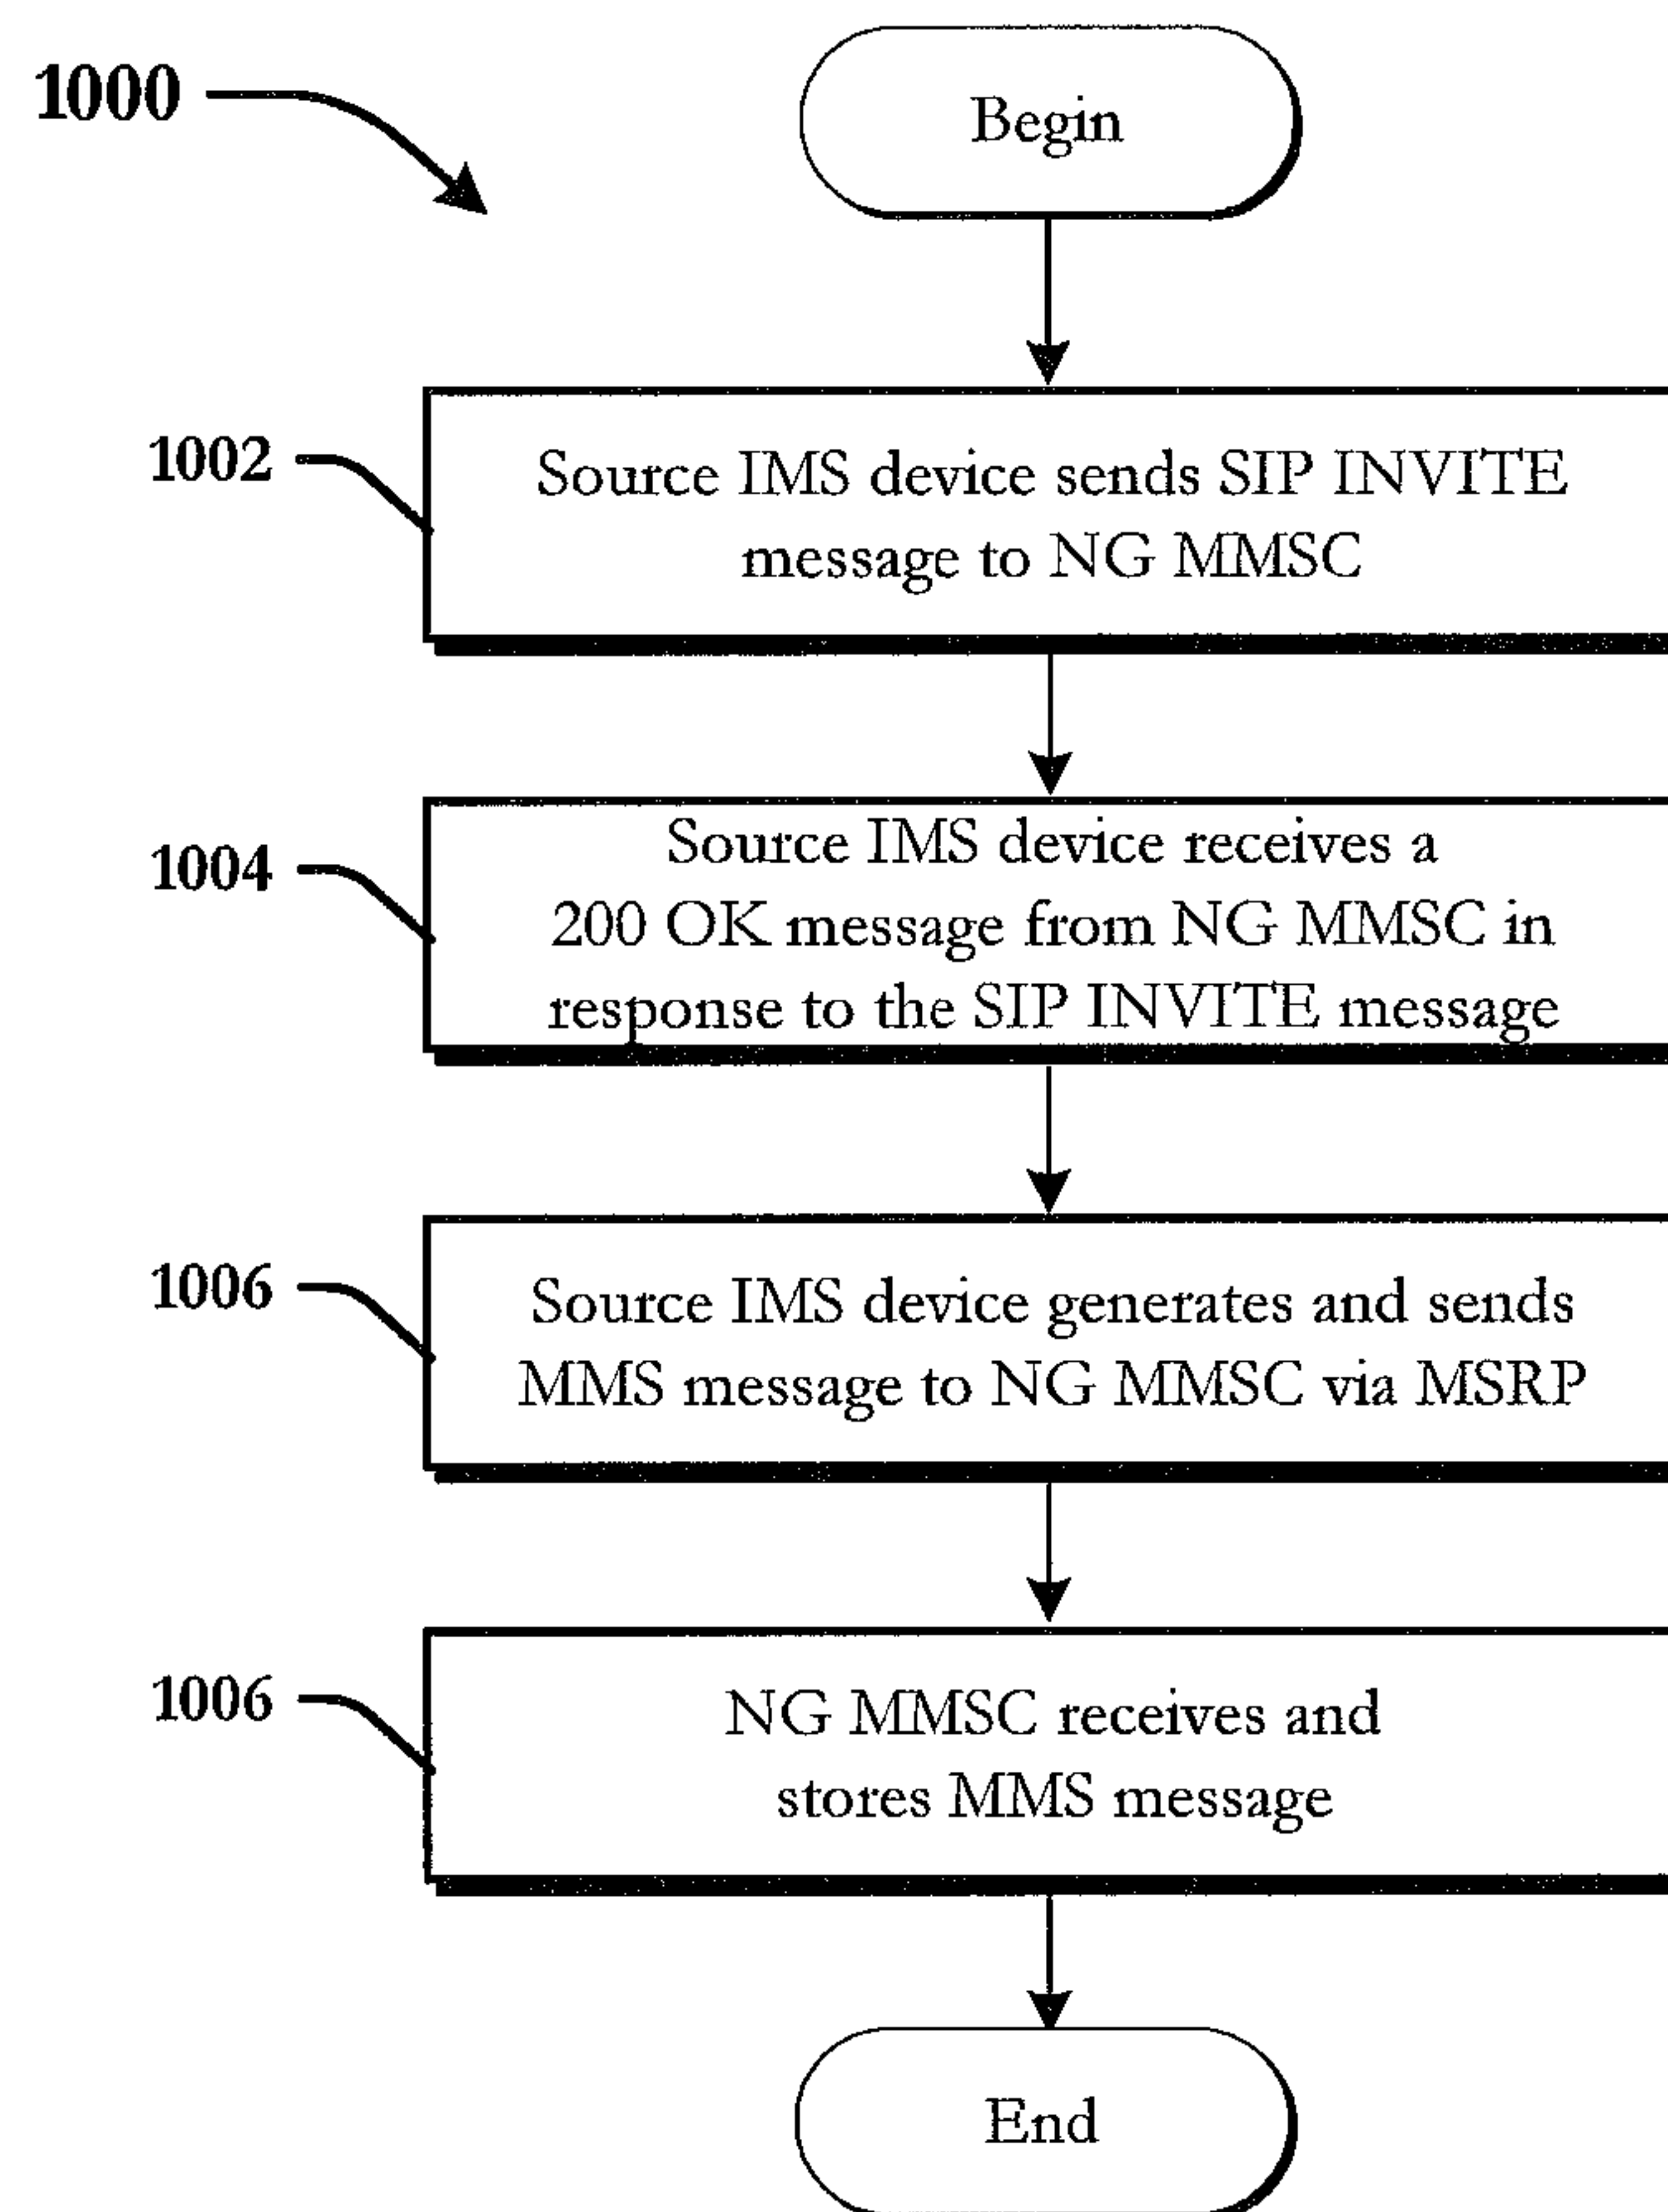 1000
Begin
1002
Source IMS device sends SIP INVITE
message to NG MMSC
1004
Source IMS device receives a
200 OK message from NG MMSC in
response to the SIP INVITE message
1006
Source IMS device generates and sends
MMS message to NG MMSC via MSRP
1006
NG MMSC receives and
stores MMS message
End